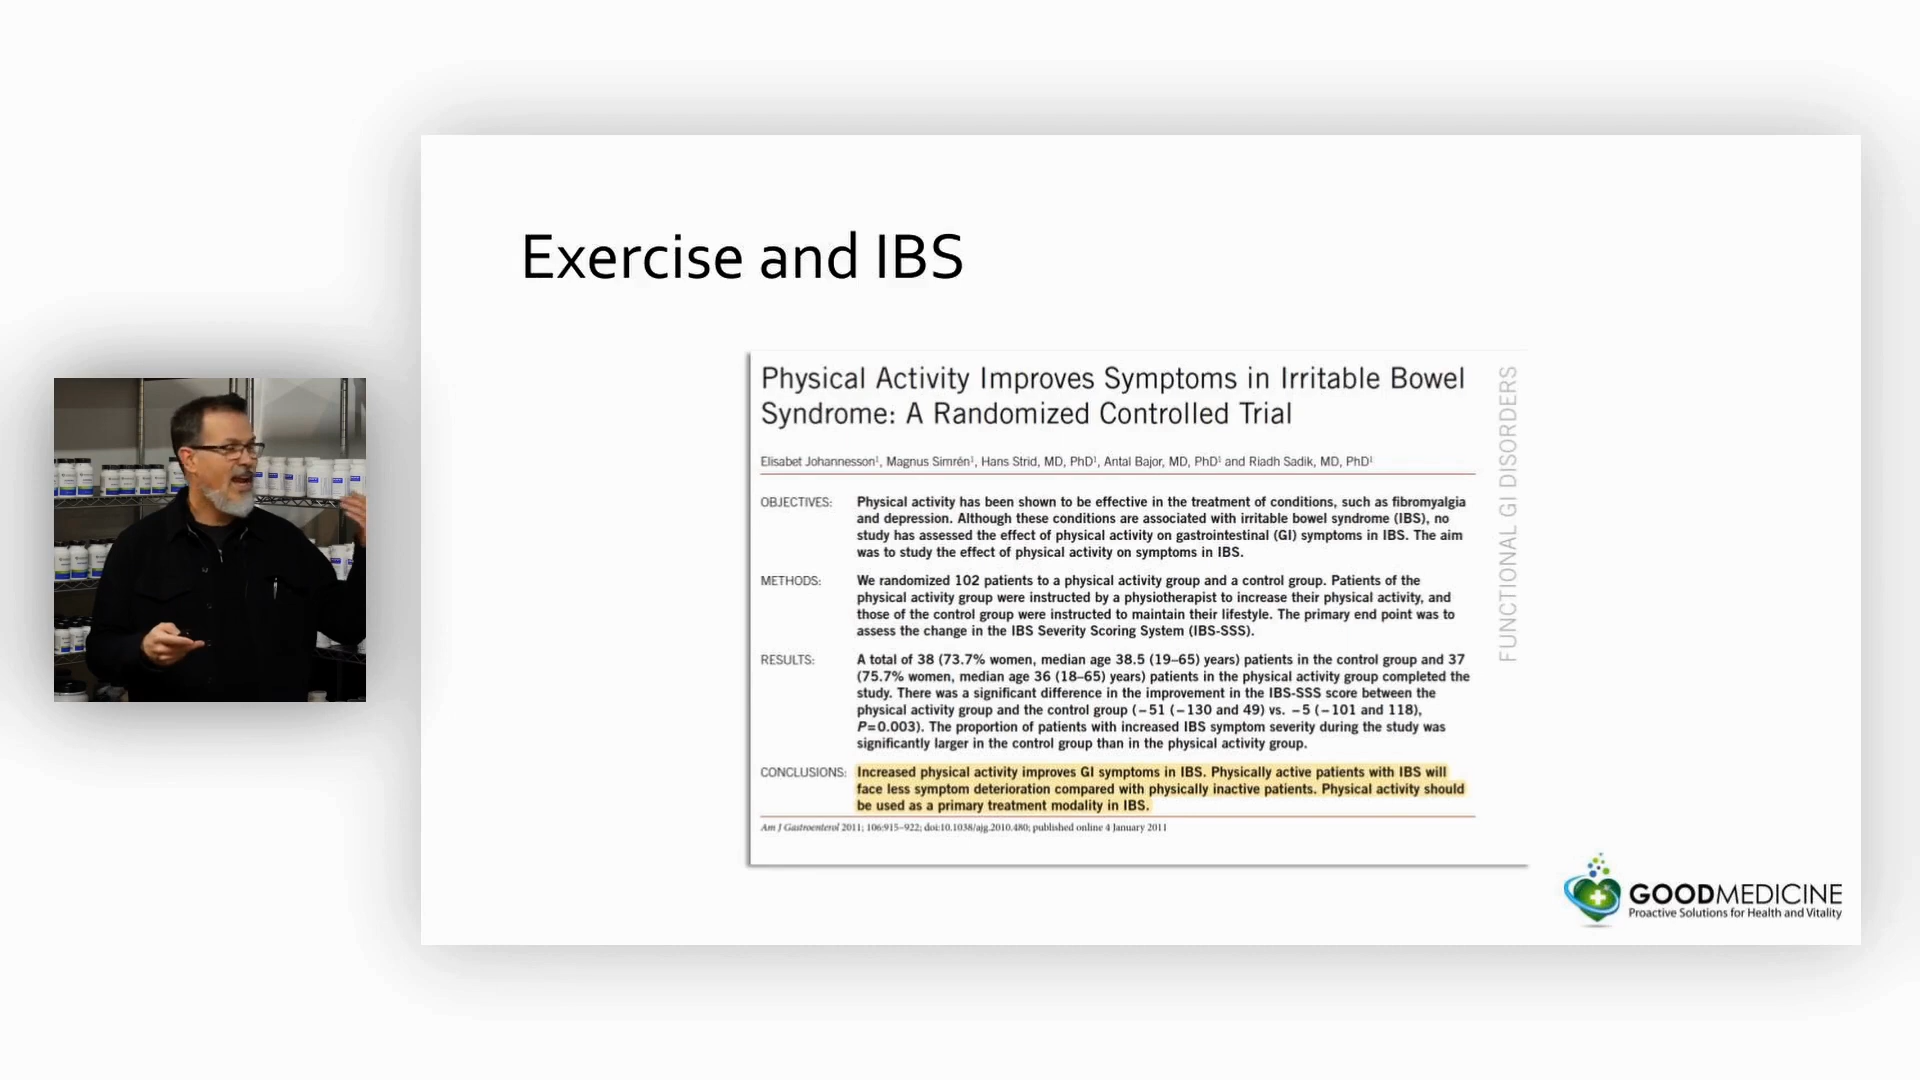 Exercise and IBS
Physical Activity Improves Symptoms in Irritable Bowel
Syndrome: A Randomized Controlled Trial
Elisabet Johannesson¹, Magnus Simrén¹, Hans Strid, MD, PhD¹, Antal Bajor, MD, PhD¹ and Riadh Sadik, MD, PhD¹
OBJECTIVES: Physical activity has been shown to be effective in the treatment of conditions, such as fibromyalgia
and depression. Although these conditions are associated with irritable bowel syndrome (IBS), no
study has assessed the effect of physical activity on gastrointestinal (GI) symptoms in IBS. The aim
was to study the effect of physical activity on symptoms in IBS.
METHODS: We randomized 102 patients to a physical activity group and a control group. Patients of the
physical activity group were instructed by a physiotherapist to increase their physical activity, and
those of the control group were instructed to maintain their lifestyle. The primary end point was to
assess the change in the IBS Severity Scoring System (IBS-SSS).
RESULTS: A total of 38 (73.7% women, median age 38.5 (19–65) years) patients in the control group and 37
(75.7% women, median age 36 (18–65) years) patients in the physical activity group completed the
study. There was a significant difference in the improvement in the IBS-SSS score between the
physical activity group and the control group (−51 (−130 and 49) vs. −5 (−101 and 118),
P=0.003). The proportion of patients with increased IBS symptom severity during the study was
significantly larger in the control group than in the physical activity group.
CONCLUSIONS: Increased physical activity improves GI symptoms in IBS. Physically active patients with IBS will
face less symptom deterioration compared with physically inactive patients. Physical activity should
be used as a primary treatment modality in IBS.
Am J Gastroenterol 2011; 106:915–922; doi:10.1038/ajg.2010.480; published online 4 January 2011
FUNCTIONAL GI DISORDERS
GOODMEDICINE
Proactive Solutions for Health and Vitality